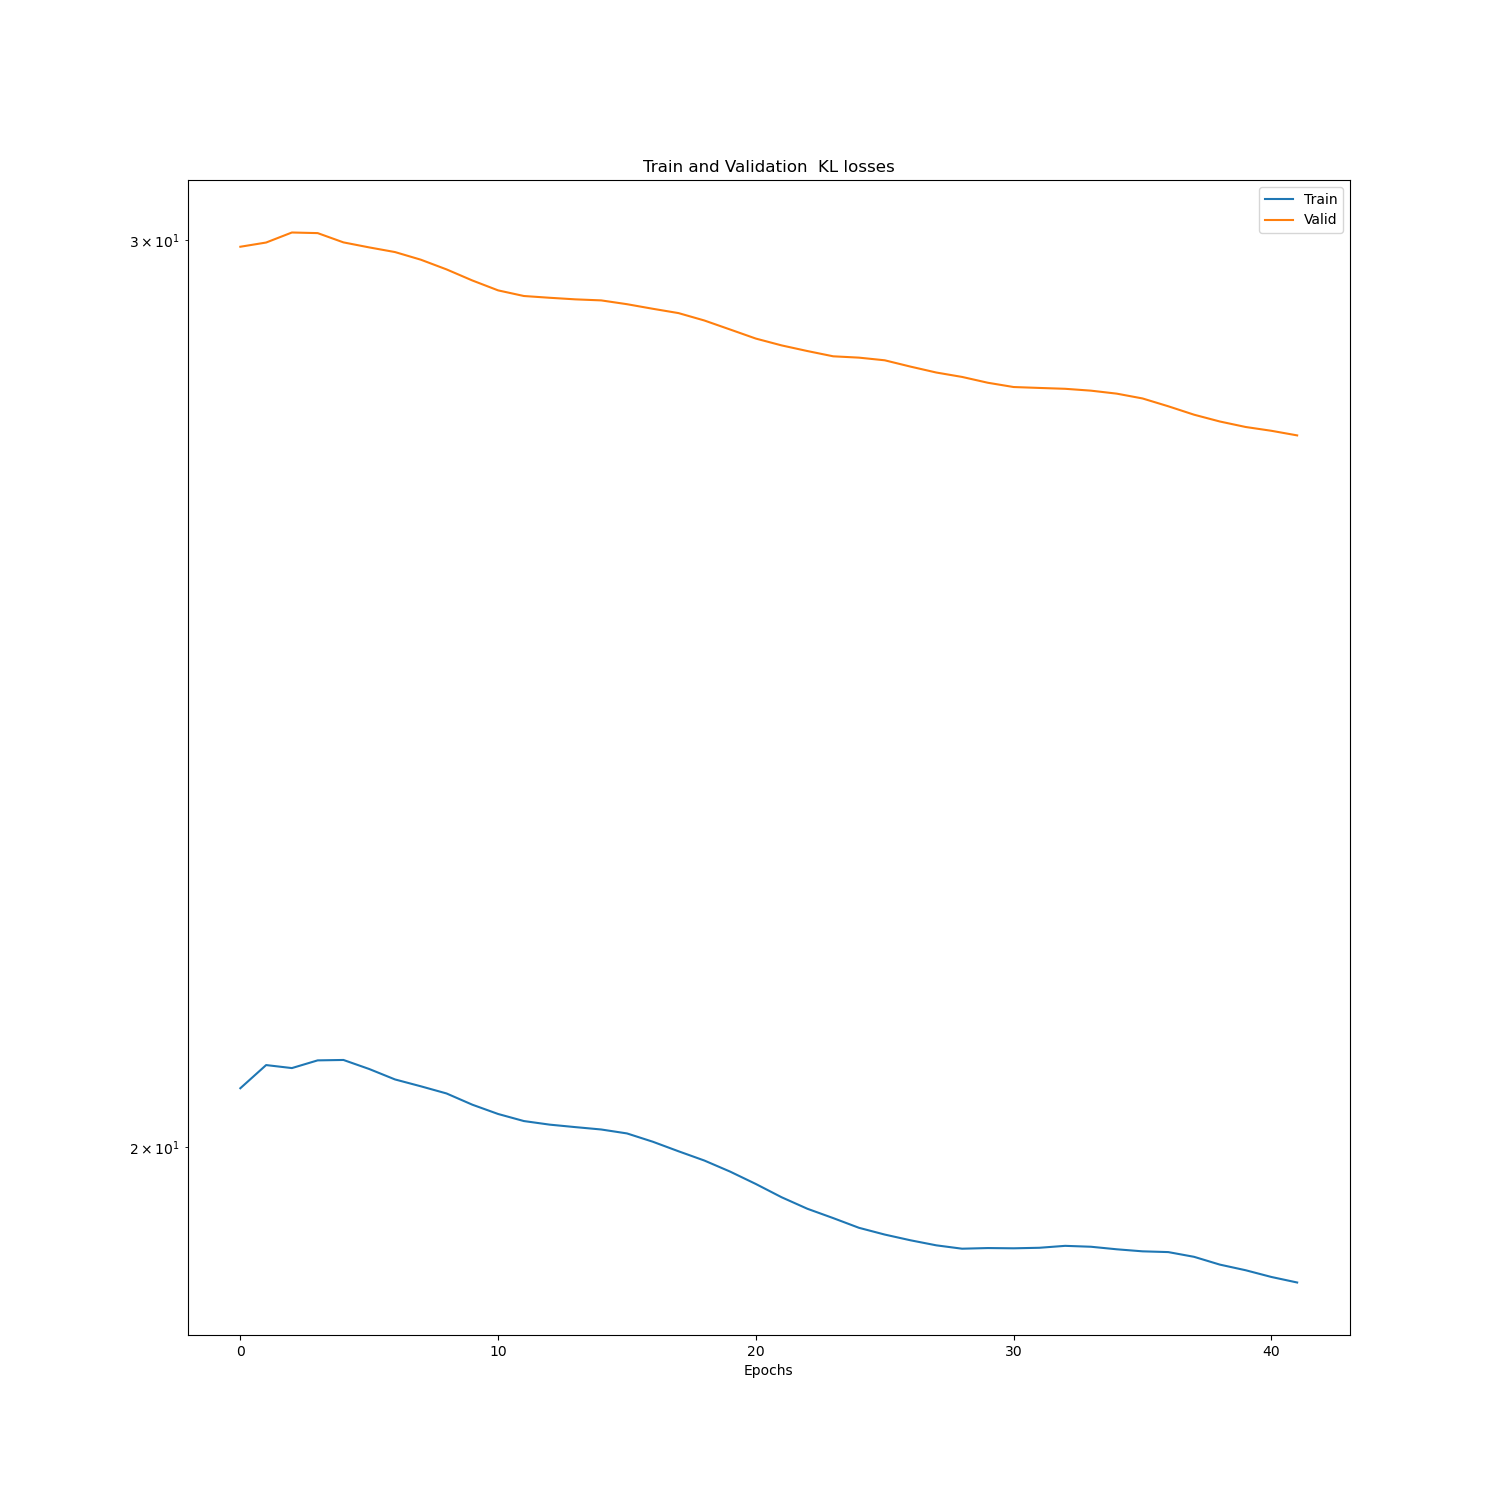 Train and Validation  KL losses
Train
Valid
3 × 10¹
2 × 10¹
0 10 20 30 40
Epochs